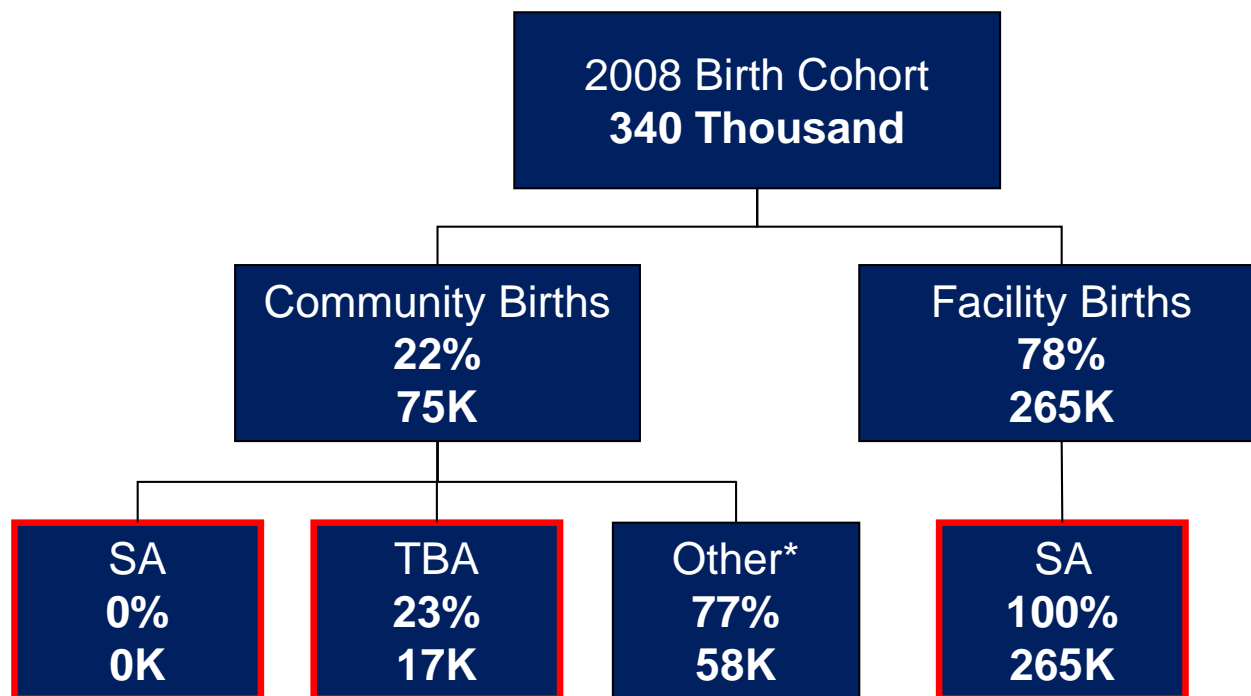 2008 Birth Cohort
340 Thousand
Community Births
22%
75K
Facility Births
78%
265K
SA
0%
0K
TBA
23%
17K
Other*
77%
58K
SA
100%
265K